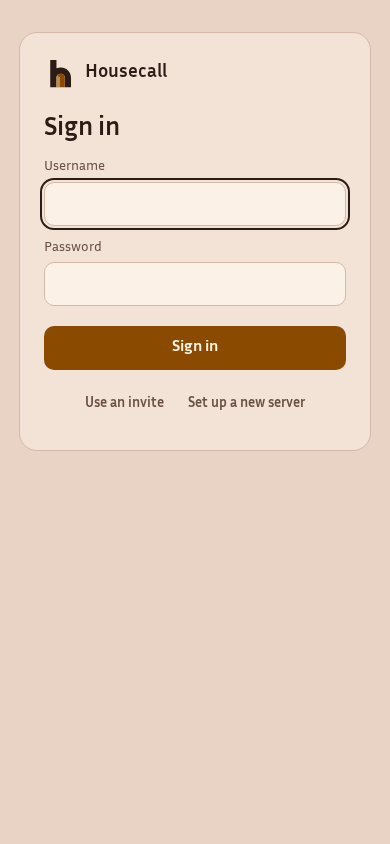 Housecall
Sign in
Username
Password
Sign in
Use an invite
Set up a new server